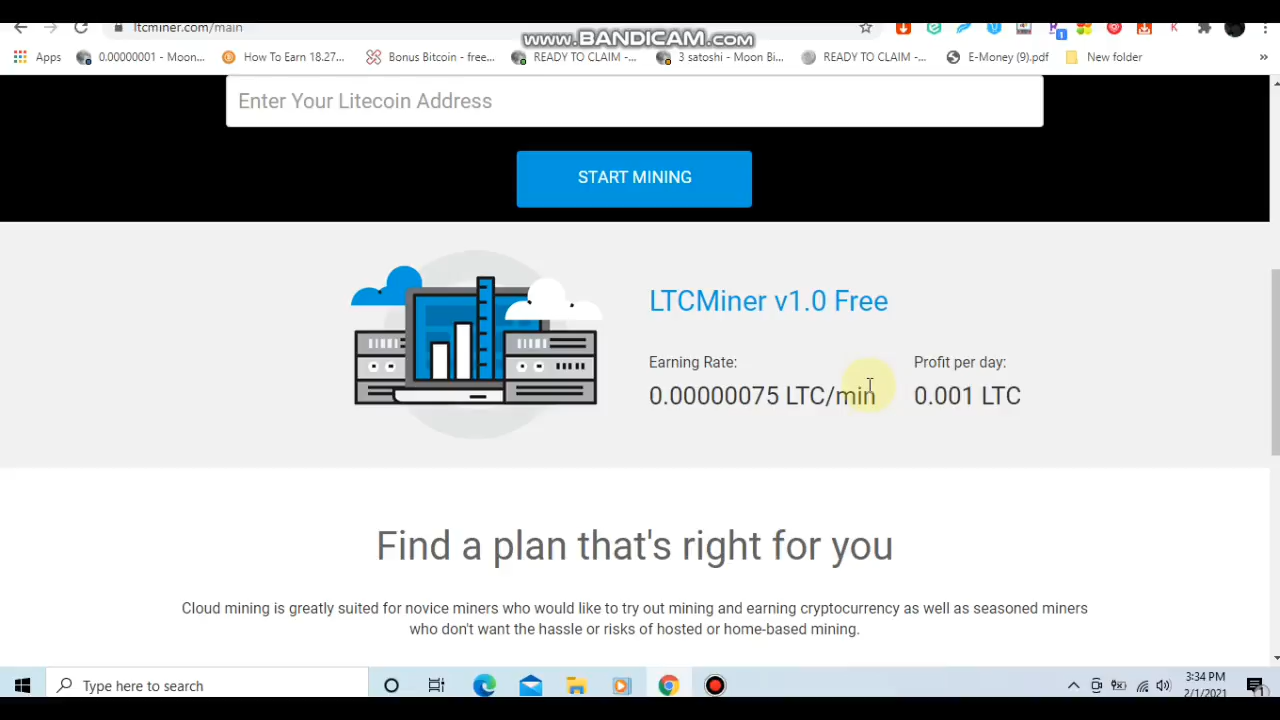 ltcminer.com/main
www.BANDICAM.com
Apps
0.00000001 - Moon...
How To Earn 18.27...
Bonus Bitcoin - free...
READY TO CLAIM -...
3 satoshi - Moon Bi...
READY TO CLAIM -...
E-Money (9).pdf
New folder
»
Enter Your Litecoin Address
START MINING
LTCMiner v1.0 Free
Earning Rate:
Profit per day:
0.00000075 LTC/min
0.001 LTC
Find a plan that's right for you
Cloud mining is greatly suited for novice miners who would like to try out mining and earning cryptocurrency as well as seasoned miners
who don't want the hassle or risks of hosted or home-based mining.
Type here to search
3:34 PM
2/1/2021